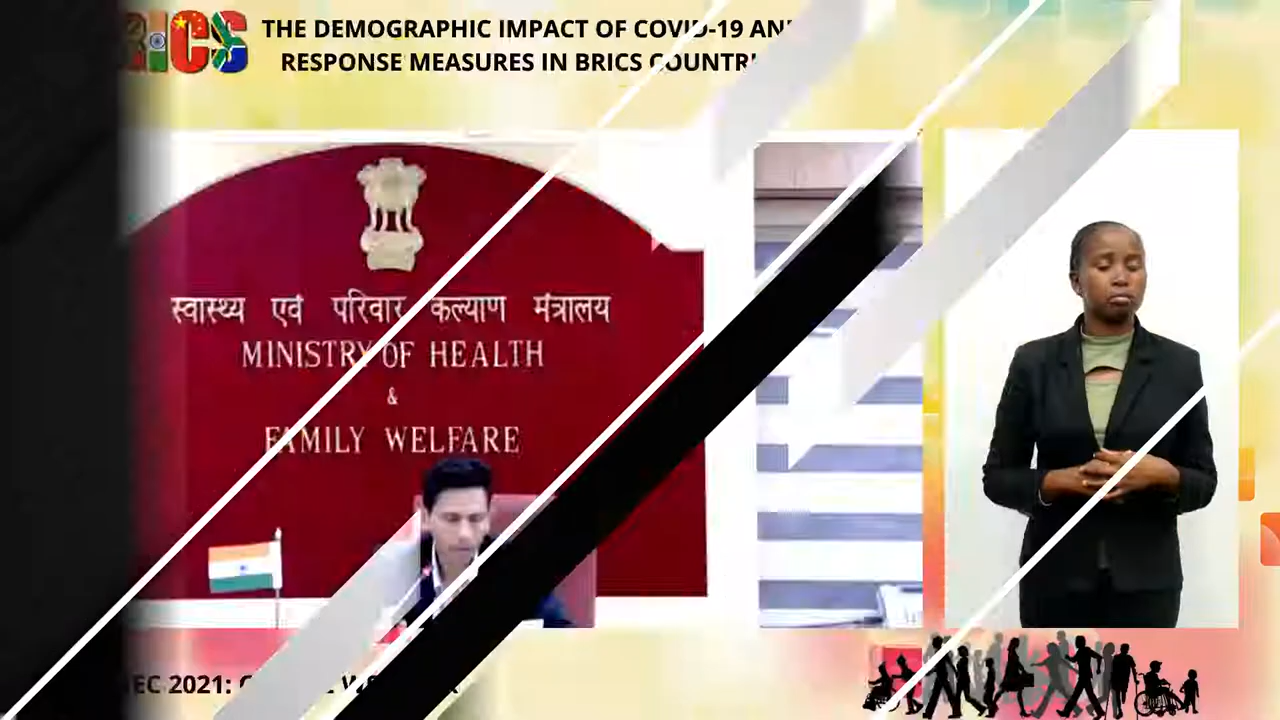 BRICS
THE DEMOGRAPHIC IMPACT OF COVID-19
RESPONSE MEASURES IN BRICS
स्वास्थ्य एवं परिवार कल्याण मंत्रालय
MINISTRY OF HEALTH
&
FAMILY WELFARE
2021: